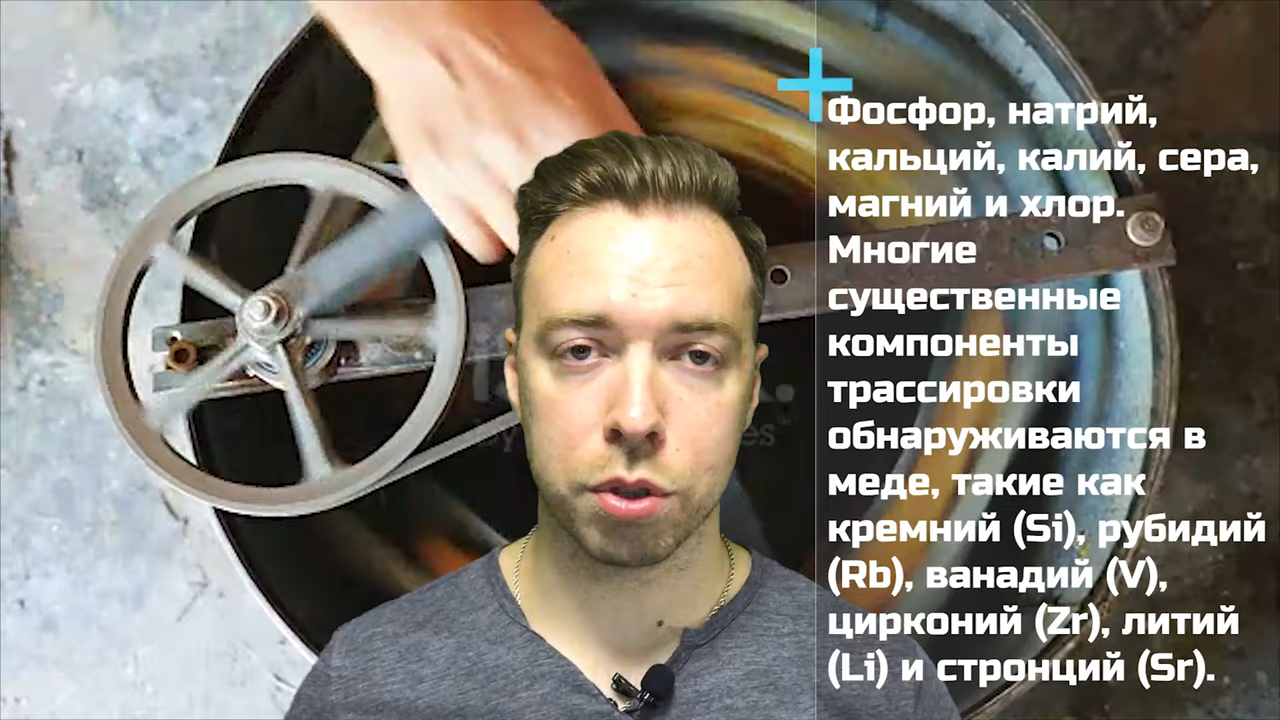 Фосфор, натрий,
кальций, калий, сера,
магний и хлор.
Многие
существенные
компоненты
трассировки
обнаруживаются в
меде, такие как
кремний (Si), рубидий
(Rb), ванадий (V),
цирконий (Zr), литий
(Li) и стронций (Sr).